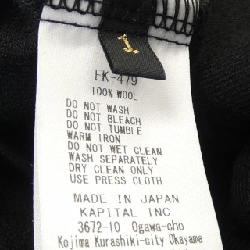 1
EK-479
100% WOOL
DO NOT WASH
DO NOT BLEACH
DO NOT TUMBLE
WARM IRON
DO NOT WET CLEAN
WASH SEPARATELY
DRY CLEAN ONLY
USE PRESS CLOTH
MADE IN JAPAN
KAPITAL INC
3672-10 Ogawa-cho
Kojima Kurashiki-city Okayama